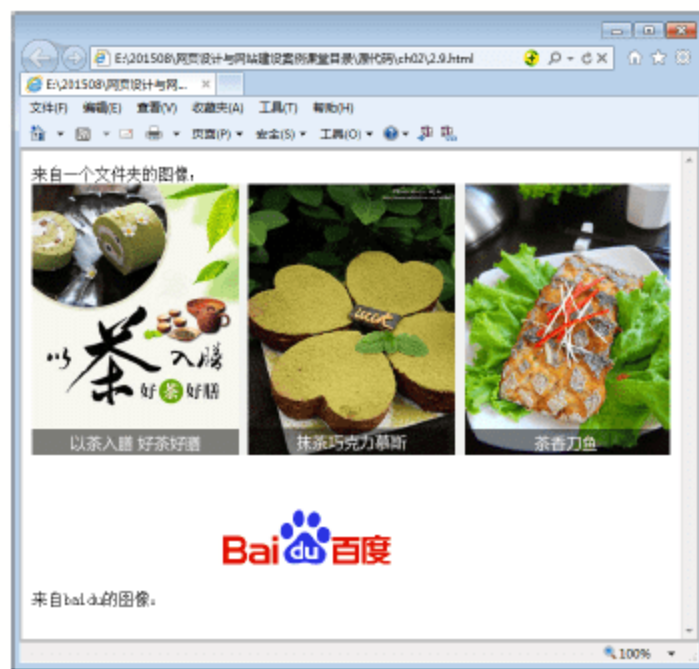 E:\201508\网页设计与网站建设案例课堂目录\源代码\ch02\2.9.html
E:\201508\网页设计与网...
文件(F) 编辑(E) 查看(V) 收藏夹(A) 工具(T) 帮助(H)
页面(P) 安全(S) 工具(O)
来自一个文件夹的图像：
以茶入膳
好茶好膳
以茶入膳 好茶好膳
抹茶巧克力慕斯
茶香刀鱼
Bai du 百度
来自baidu的图像：
100%